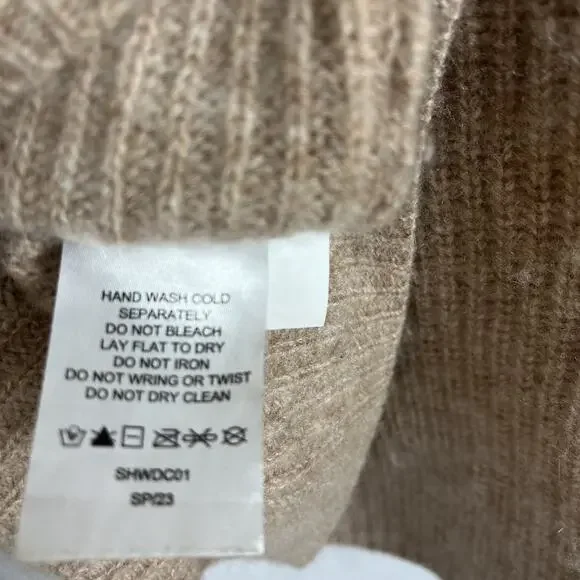 HAND WASH COLD
SEPARATELY
DO NOT BLEACH
LAY FLAT TO DRY
DO NOT IRON
DO NOT WRING OR TWIST
DO NOT DRY CLEAN
SHWDC01
SP/23